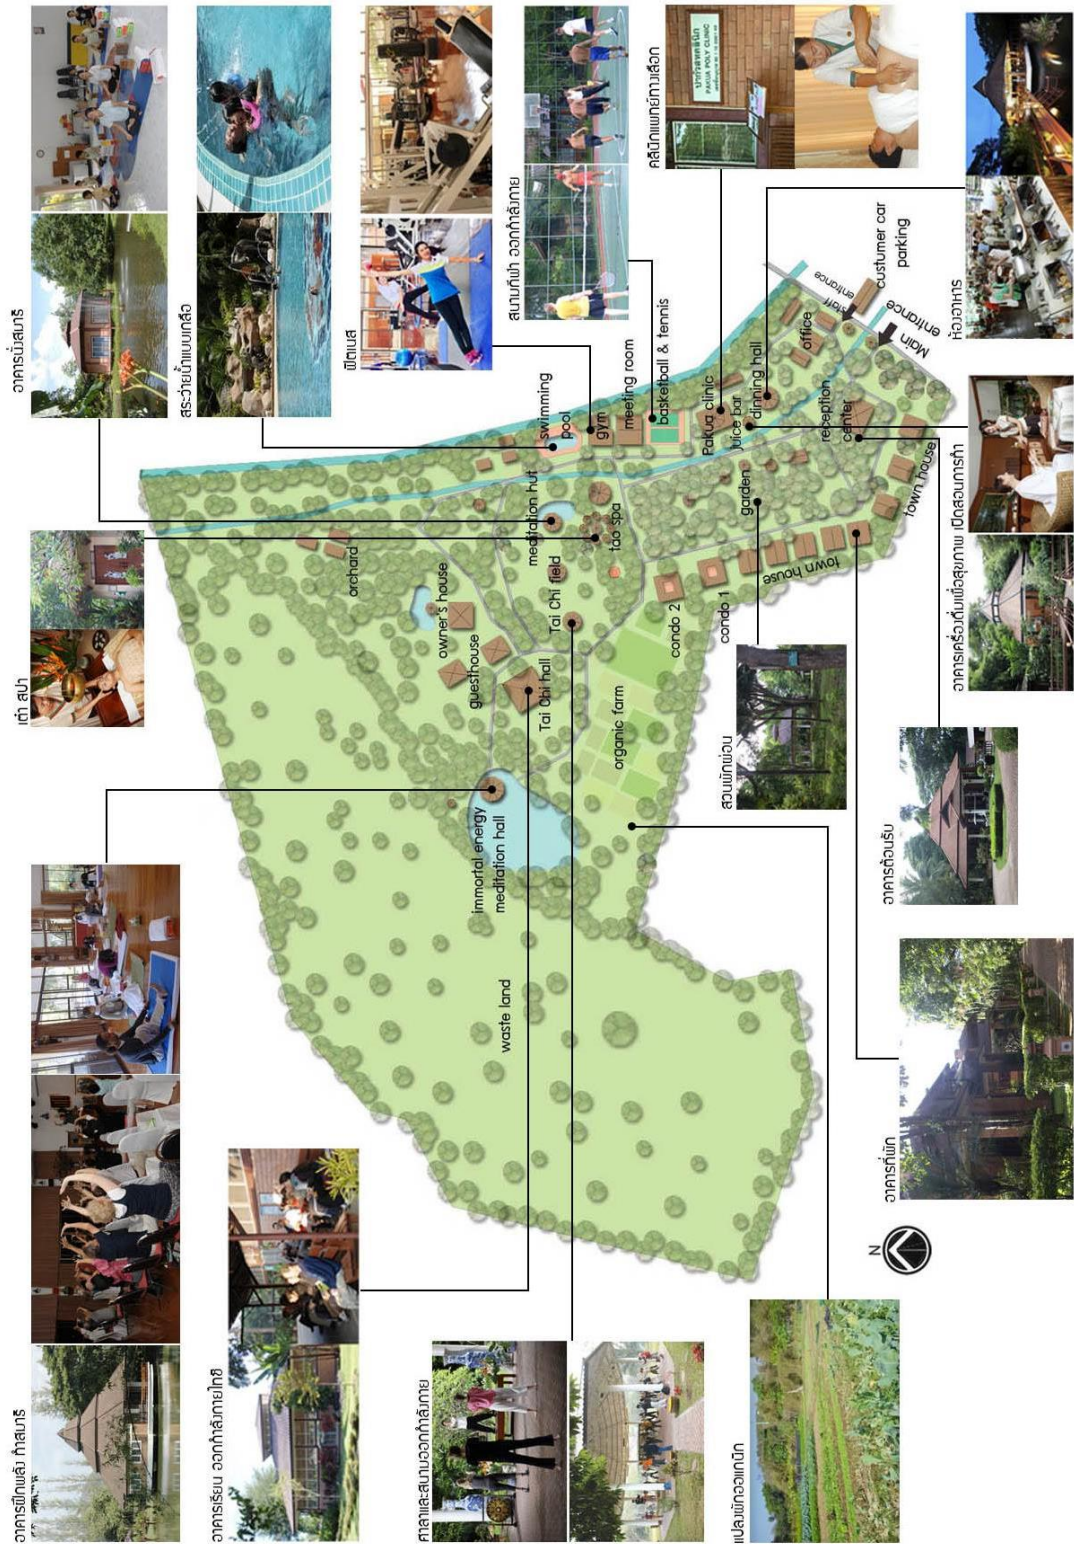 อาคารฝึกพลัง ทำสมาธิ
เต๋า สปา
อาคารนั่งสมาธิ
สระว่ายน้ำแบบเกลือ
อาคารเรียน ออกกำลังกายไทชิ
ฟิตเนส
ศาลาและสนามออกกำลังกาย
สนามกีฬา ออกกำลังกาย
orchard
owner's house
guesthouse
immortal energy
meditation hall
waste land
Tai Chi hall
Tai Chi field
meditation hut
swimming
pool
gym
meeting room
basketball & tennis
tao spa
organic farm
คลินิกแพทย์ทางเลือก
ปากัวสหคลินิก
PAKUA POLY CLINIC
condo 2
condo 1
Pakua clinic
juice bar
dinning hall
garden
office
staff
entrance
town house
reception
center
custumer car
parking
Main
entrance
town house
สวนพักผ่อน
แปลงผักออแกนิก
N
อาคารที่พัก
อาคารต้อนรับ
อาคารเครื่องดื่มเพื่อสุขภาพ เปิดสอนการทำ
ห้องอาหาร